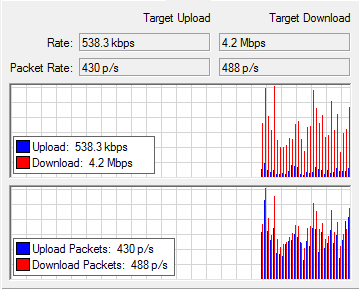 Target Upload Target Download
Rate: 538.3 kbps 4.2 Mbps
Packet Rate: 430 p/s 488 p/s
Upload: 538.3 kbps
Download: 4.2 Mbps
Upload Packets: 430 p/s
Download Packets: 488 p/s